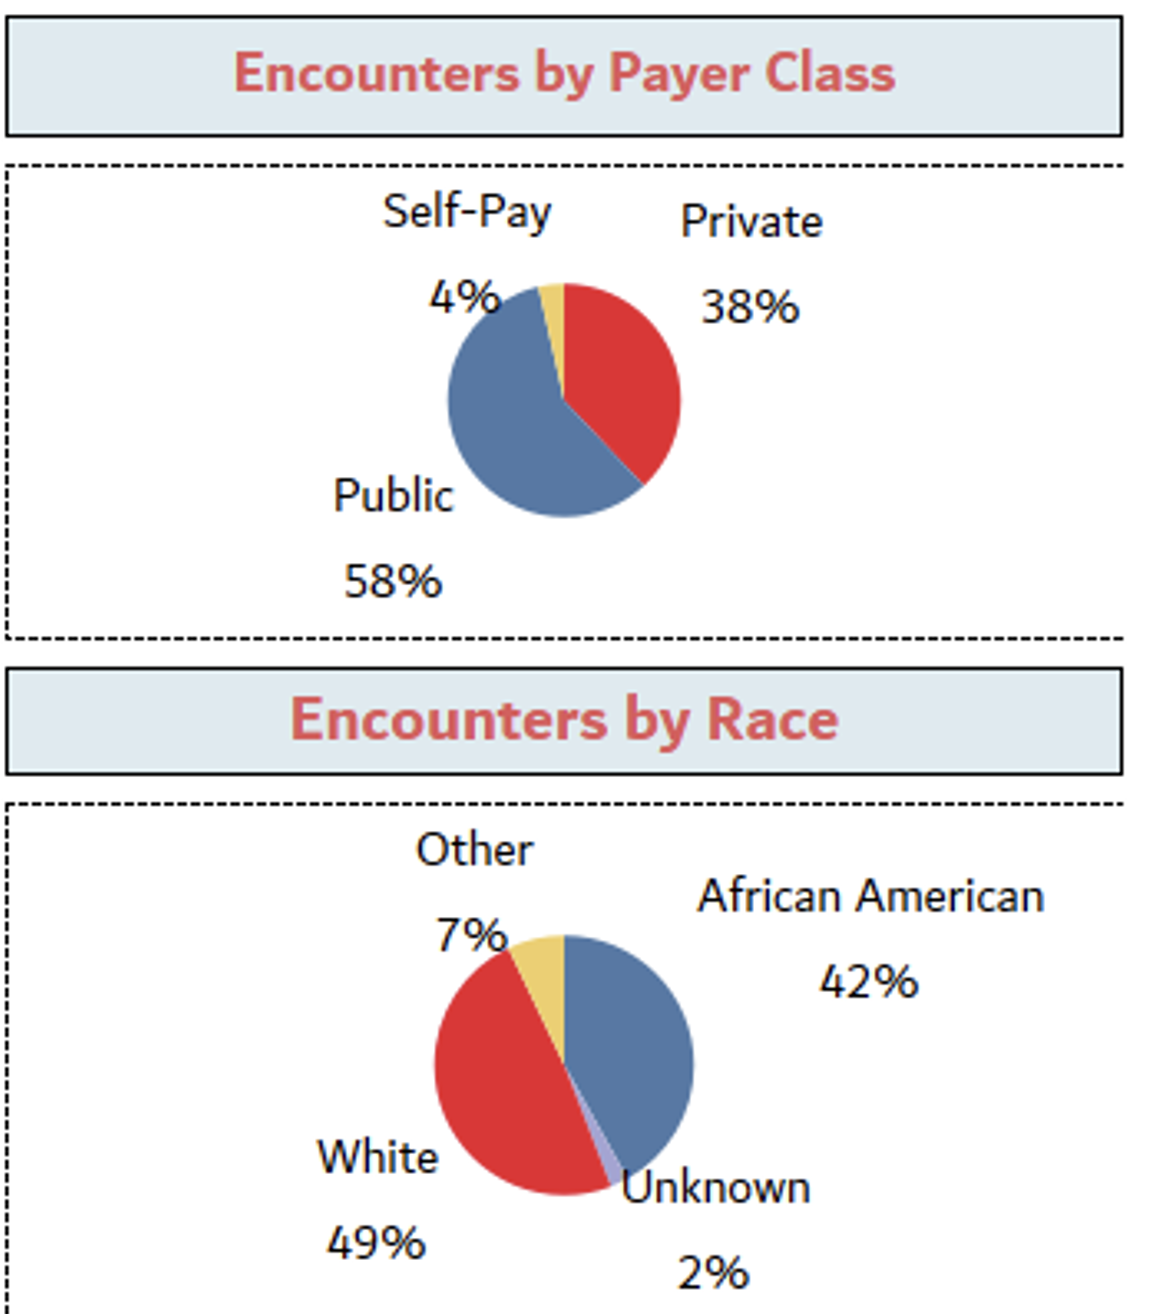 Encounters by Payer Class
Self-Pay
4%
Private
38%
Public
58%
Encounters by Race
Other
7%
African American
42%
White
49%
Unknown
2%